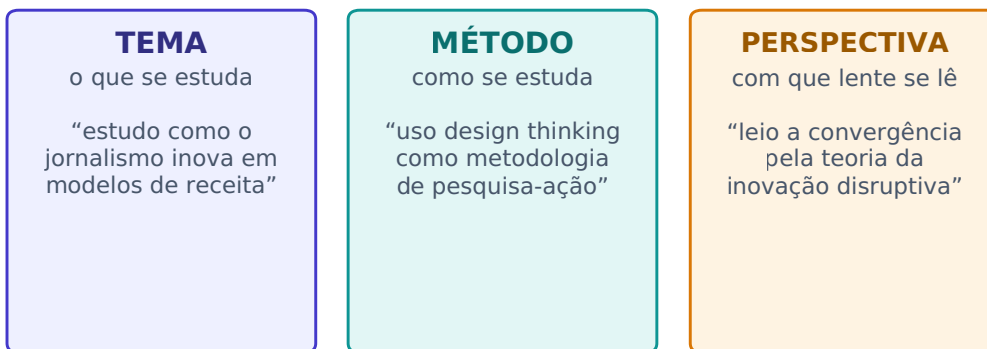 TEMA
o que se estuda
“estudo como o
jornalismo inova em
modelos de receita”
MÉTODO
como se estuda
“uso design thinking
como metodologia
de pesquisa-ação”
PERSPECTIVA
com que lente se lê
“leio a convergência
pela teoria da
inovação disruptiva”